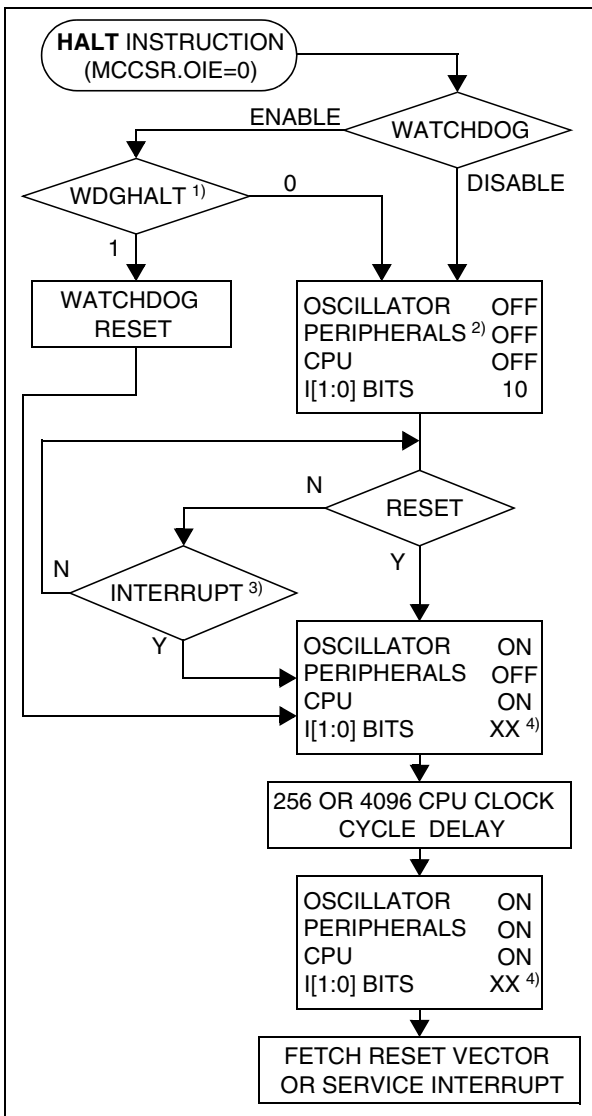 HALT INSTRUCTION
(MCCSR.OIE=0)
ENABLE
WATCHDOG
WDGHALT 1)
0
DISABLE
1
WATCHDOG
RESET
OSCILLATOR OFF
PERIPHERALS 2) OFF
CPU OFF
I[1:0] BITS 10
N
RESET
N
INTERRUPT 3)
Y
Y
OSCILLATOR ON
PERIPHERALS OFF
CPU ON
I[1:0] BITS XX 4)
256 OR 4096 CPU CLOCK
CYCLE DELAY
OSCILLATOR ON
PERIPHERALS ON
CPU ON
I[1:0] BITS XX 4)
FETCH RESET VECTOR
OR SERVICE INTERRUPT